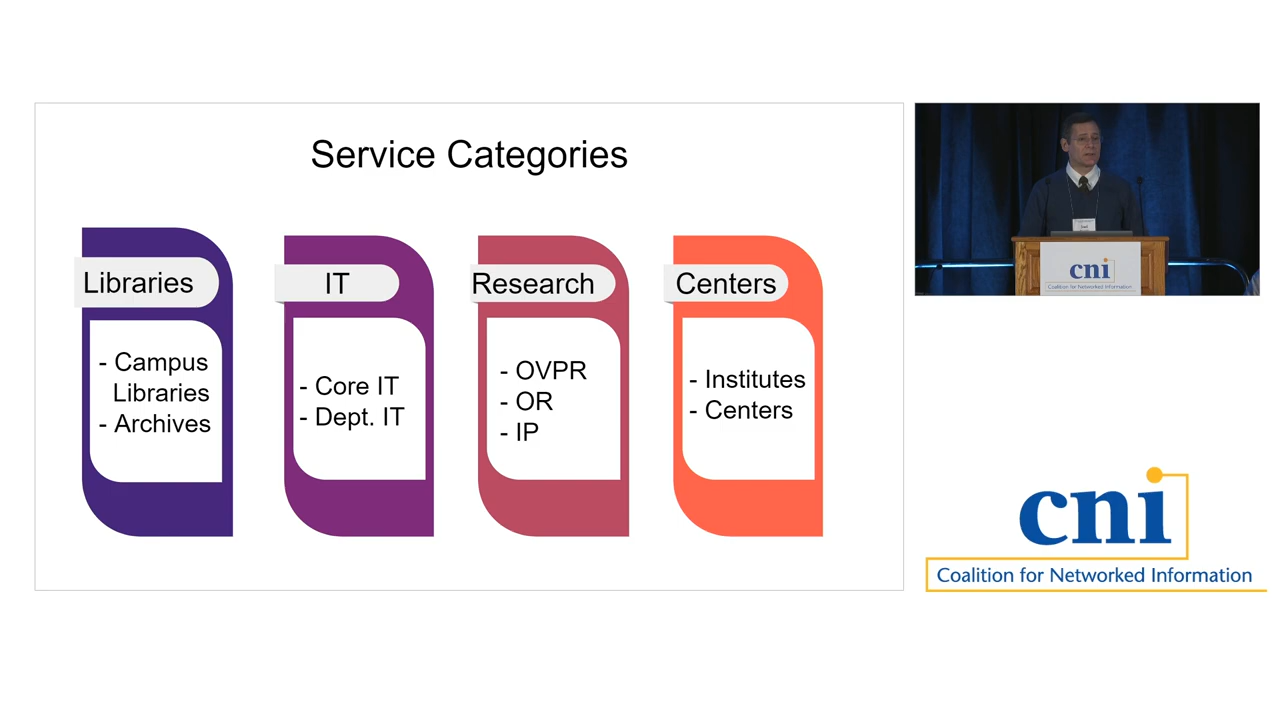 Service Categories
Libraries
- Campus
Libraries
- Archives
IT
- Core IT
- Dept. IT
Research
- OVPR
- OR
- IP
Centers
- Institutes
- Centers
cni
Coalition for Networked Information
cni
Coalition for Networked Information